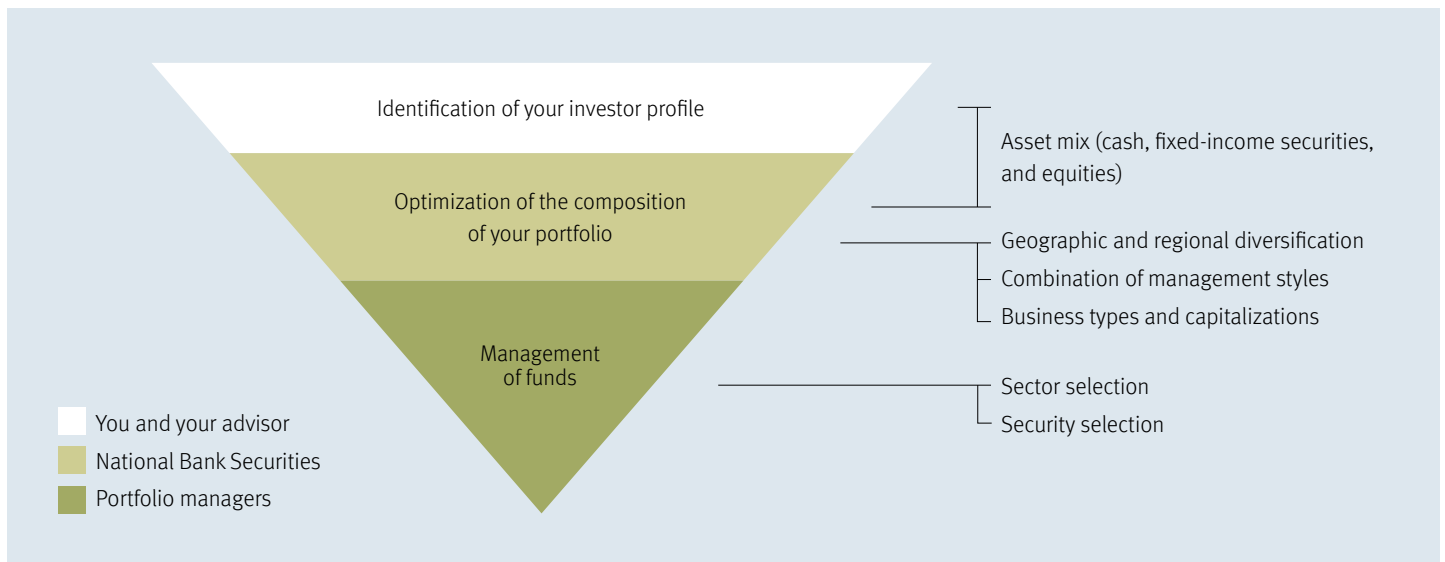 Identification of your investor profile
Optimization of the composition
of your portfolio
Management
of funds
Asset mix (cash, fixed-income securities,
and equities)
Geographic and regional diversification
Combination of management styles
Business types and capitalizations
Sector selection
Security selection
You and your advisor
National Bank Securities
Portfolio managers